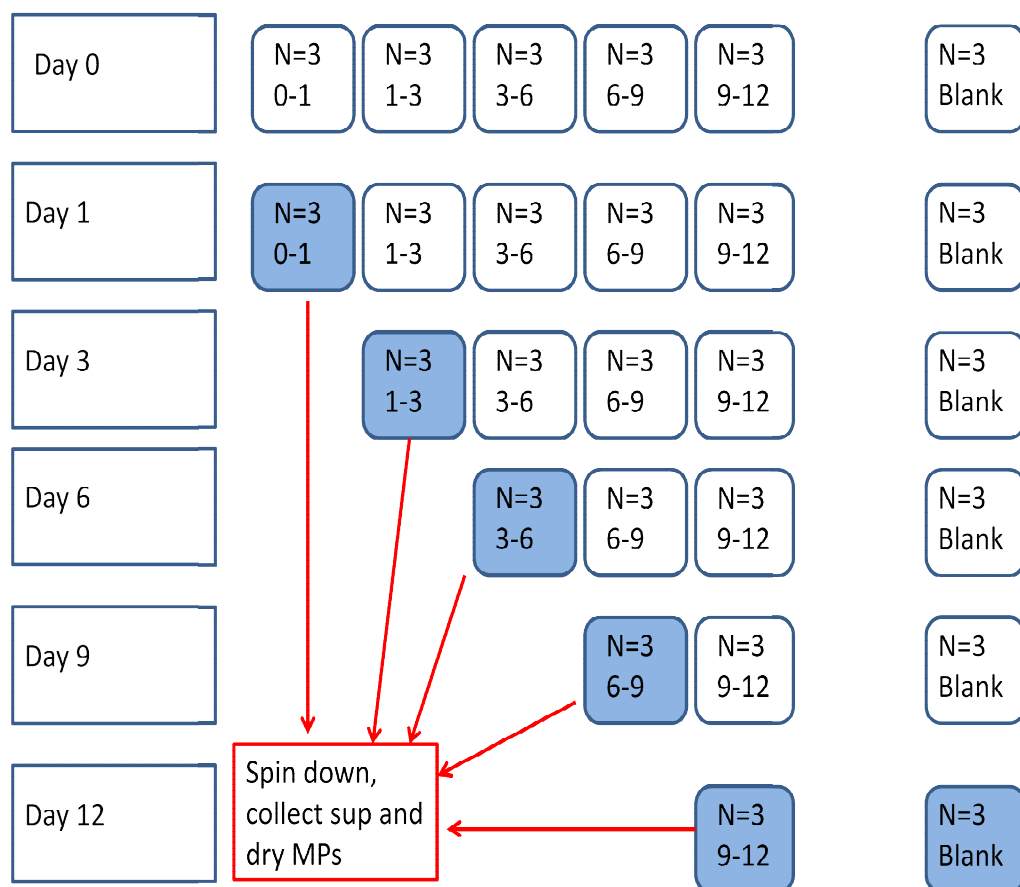 Day 0
N=3 N=3 N=3 N=3 N=3 N=3
0-1 1-3 3-6 6-9 9-12 Blank
Day 1
N=3 N=3 N=3 N=3 N=3 N=3
0-1 1-3 3-6 6-9 9-12 Blank
Day 3
N=3 N=3 N=3 N=3 N=3
1-3 3-6 6-9 9-12 Blank
Day 6
N=3 N=3 N=3 N=3
3-6 6-9 9-12 Blank
Day 9
N=3 N=3 N=3
6-9 9-12 Blank
Day 12
Spin down,
collect sup and
dry MPs
N=3 N=3
9-12 Blank